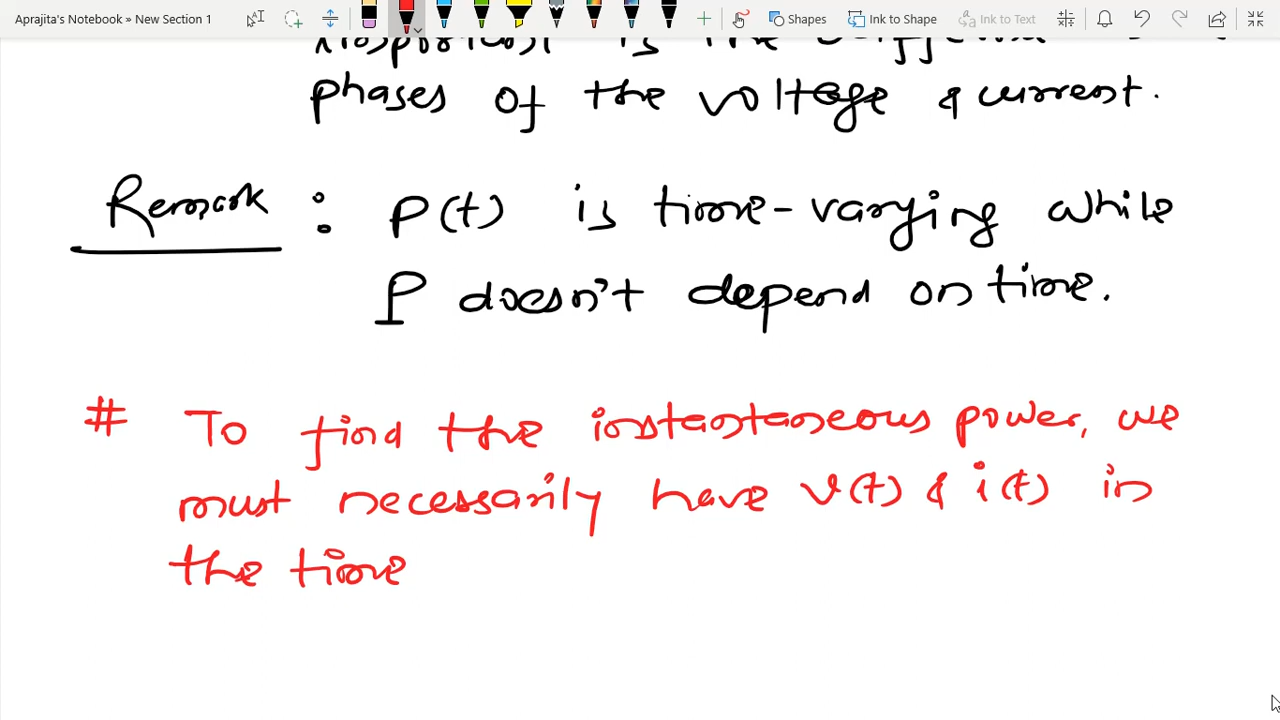 Aprajita's Notebook » New Section 1
Shapes
Ink to Shape
Ink to Text
is the
phases of the voltage & current.
Remark : P(t) is time-varying while
P doesn't depend on time.
# To find the instantaneous power, we
must necessarily have v(t) & i(t) in
the time